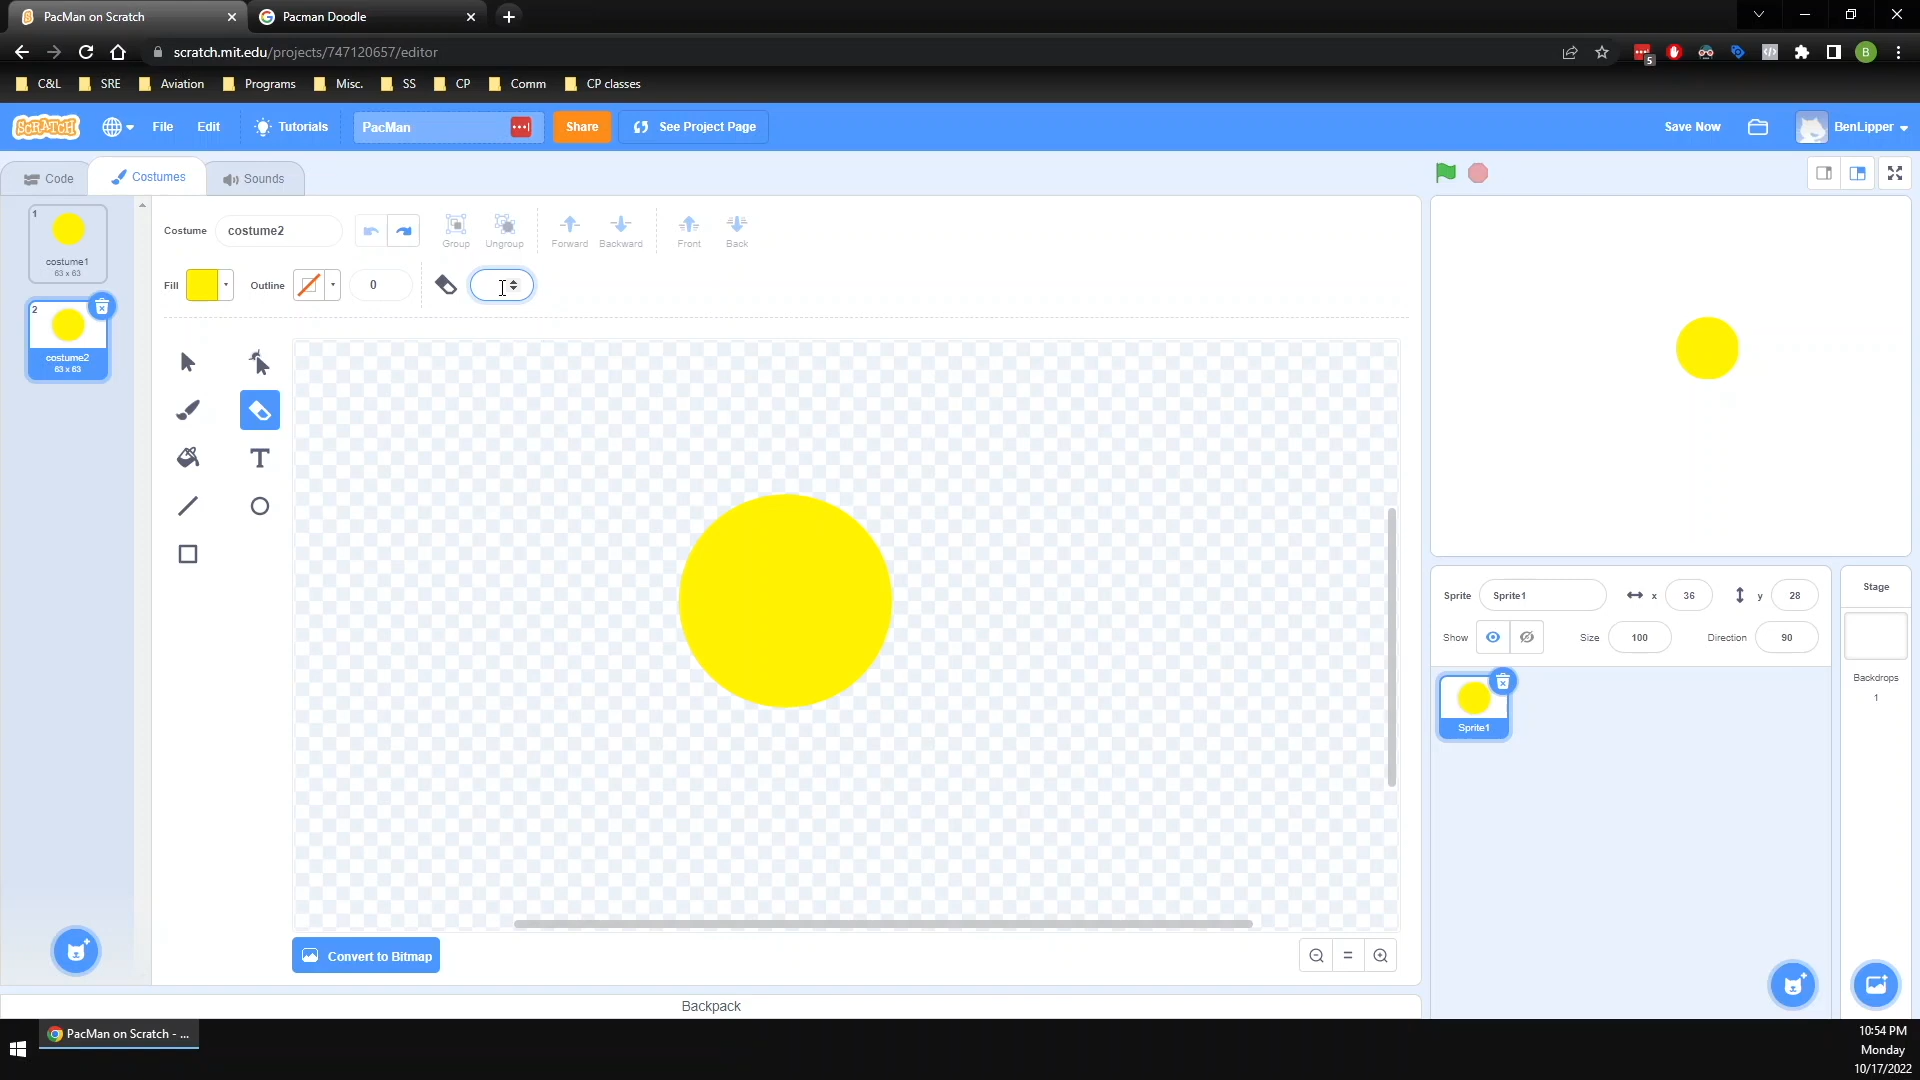 PacMan on Scratch
Pacman Doodle
scratch.mit.edu/projects/747120657/editor
5
B
C&L
SRE
Aviation
Programs
Misc.
SS
CP
Comm
CP classes
SCRATCH
File
Edit
Tutorials
PacMan
Share
See Project Page
Save Now
BenLipper
Code
Costumes
Sounds
1
costume1
63 x 63
2
costume2
63 x 63
Costume
costume2
Group
Ungroup
Forward
Backward
Front
Back
Fill
Outline
0
T
Convert to Bitmap
Backpack
Sprite
Sprite1
x
36
y
28
Show
Size
100
Direction
90
Sprite1
Stage
Backdrops
1
PacMan on Scratch - ...
10:54 PM
Monday
10/17/2022